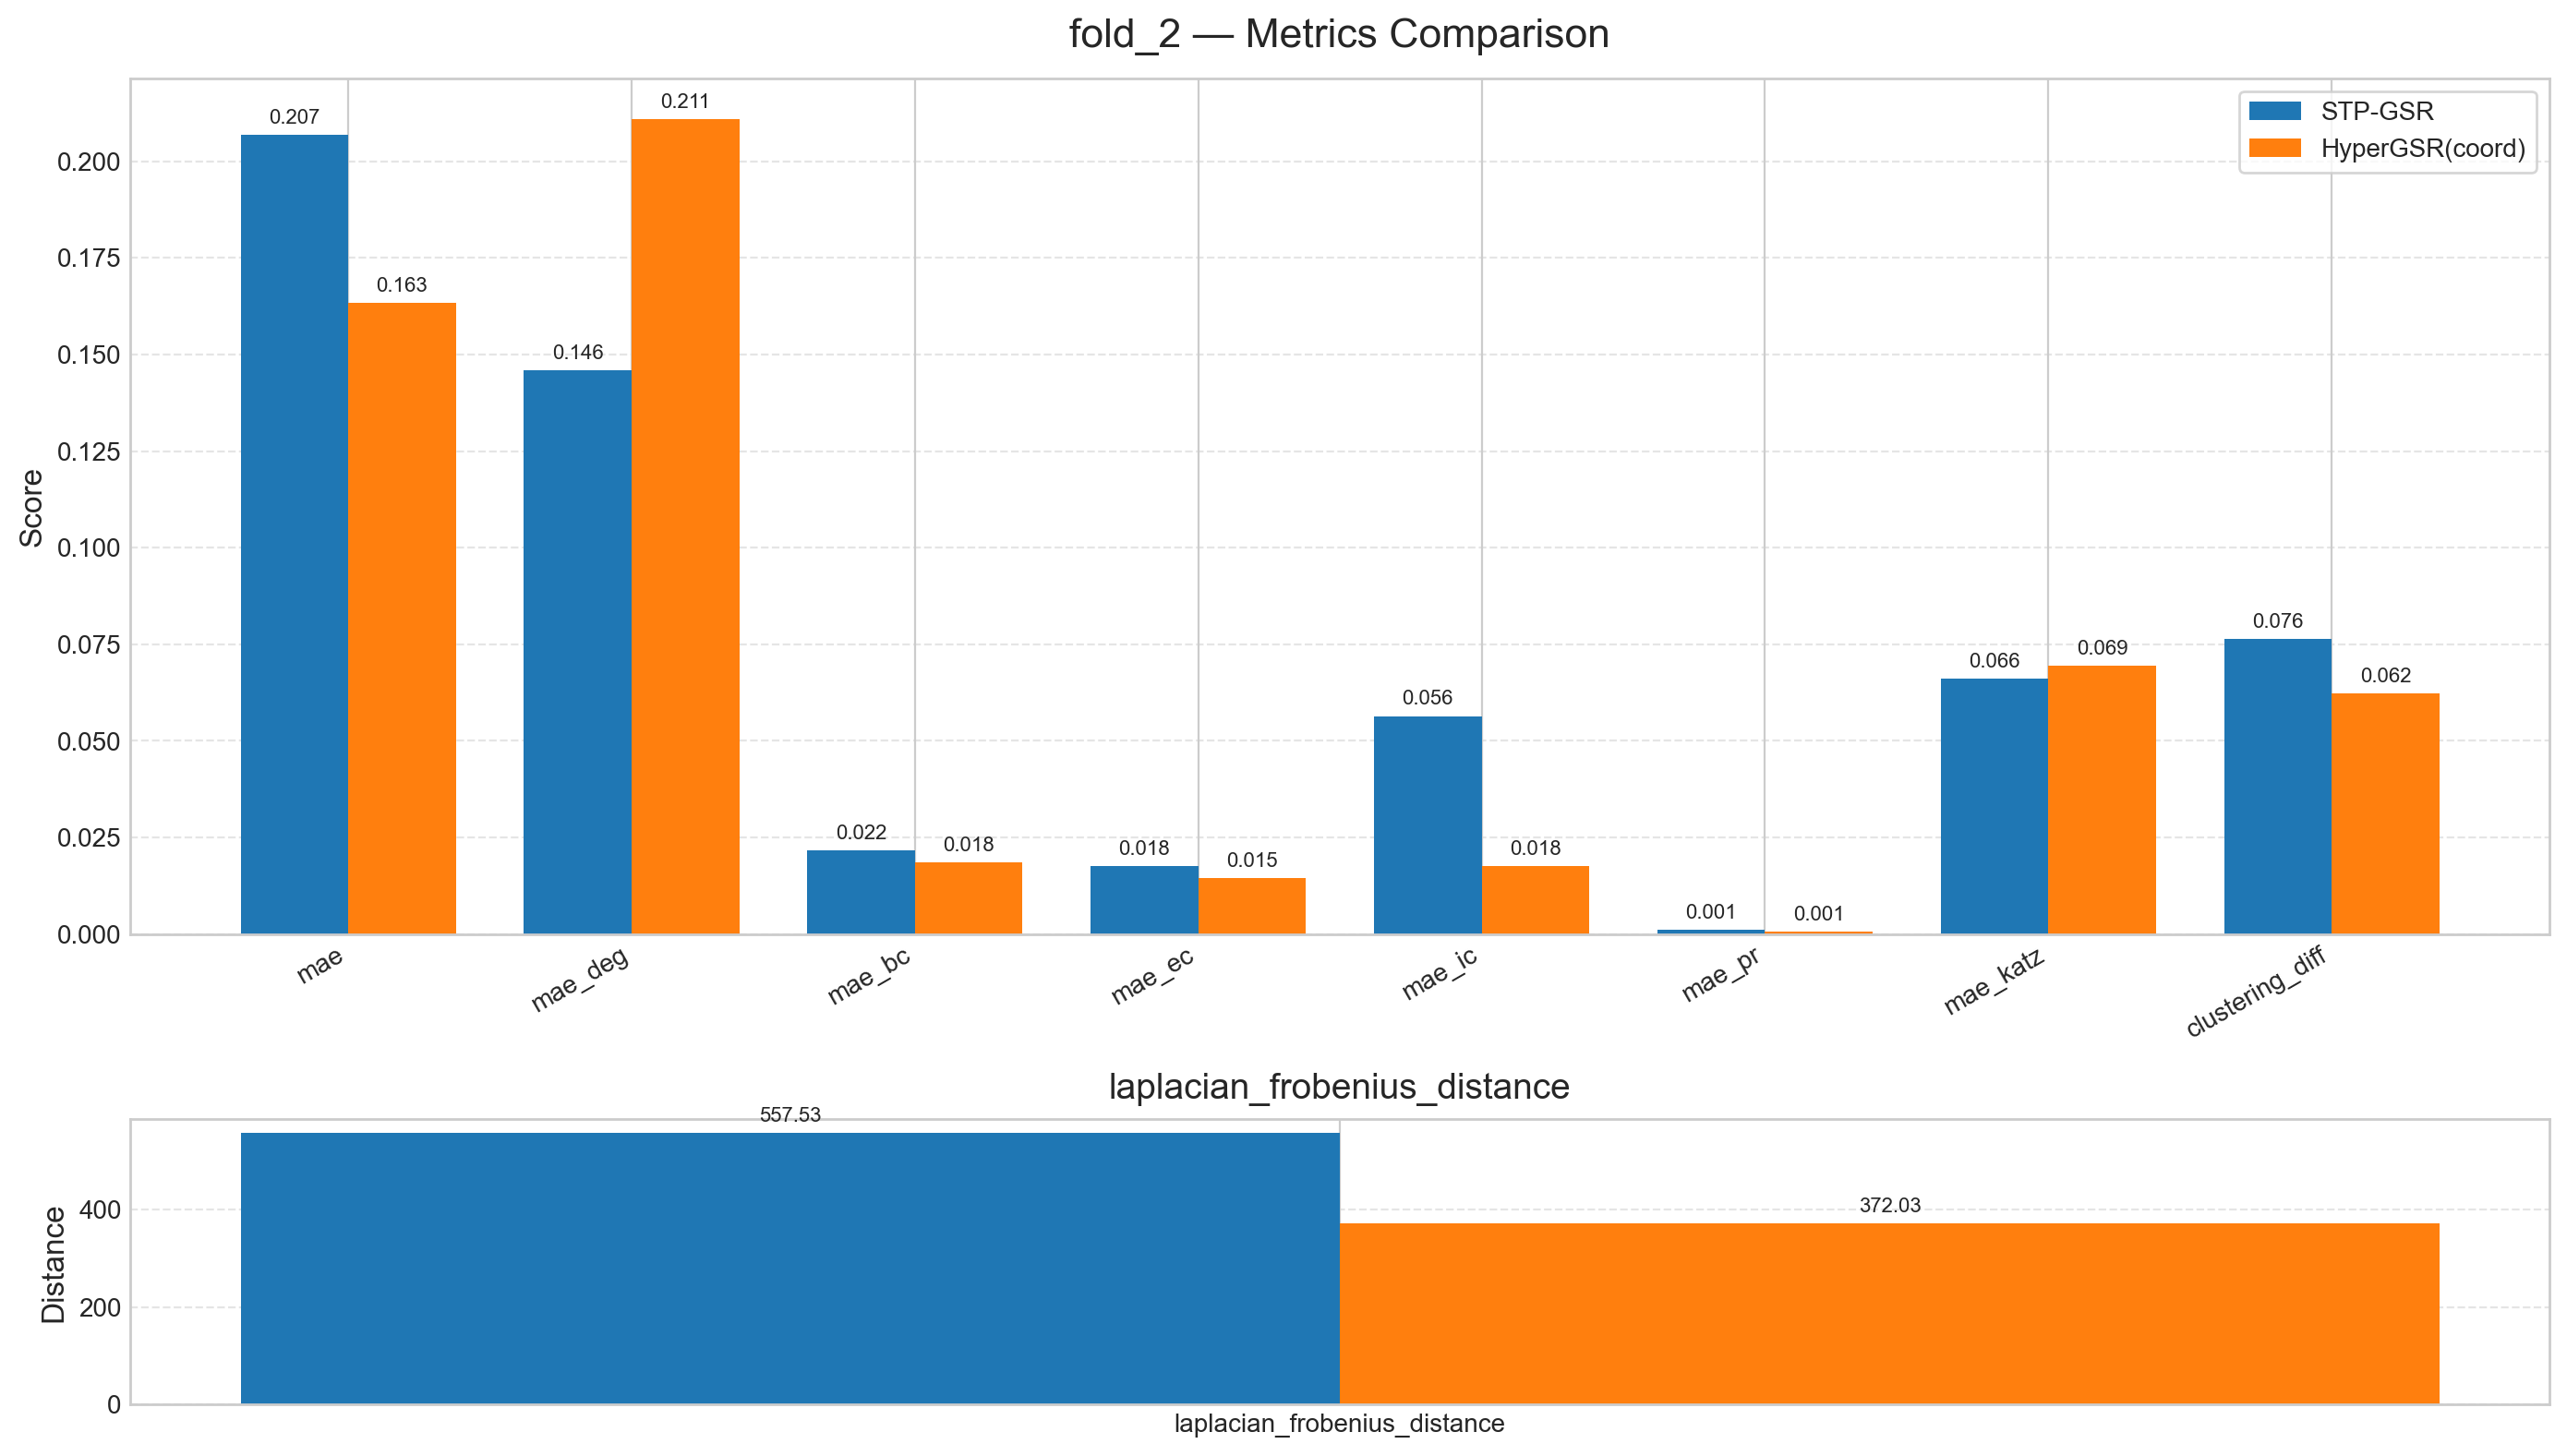 fold_2 — Metrics Comparison
STP-GSR
HyperGSR(coord)
Score
0.200
0.175
0.150
0.125
0.100
0.075
0.050
0.025
0.000
0.207
0.163
0.146
0.211
0.022
0.018
0.018
0.015
0.056
0.018
0.001
0.001
0.066
0.069
0.076
0.062
mae
mae_deg
mae_bc
mae_ec
mae_ic
mae_pr
mae_katz
clustering_diff
laplacian_frobenius_distance
Distance
400
200
0
557.53
372.03
laplacian_frobenius_distance